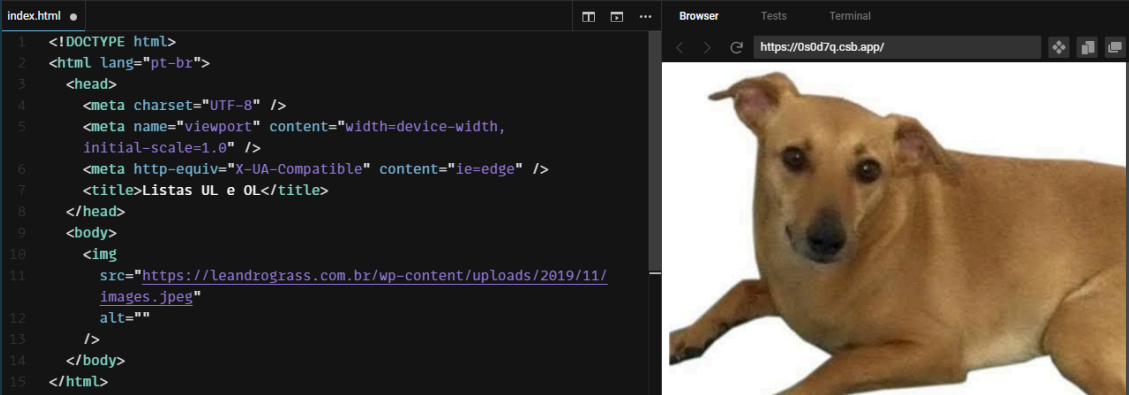 index.html
1 <!DOCTYPE html>
2 <html lang="pt-br">
3 <head>
4 <meta charset="UTF-8" />
5 <meta name="viewport" content="width=device-width,
initial-scale=1.0" />
6 <meta http-equiv="X-UA-Compatible" content="ie=edge" />
7 <title>Listas UL e OL</title>
8 </head>
9 <body>
10 <img
11 src="https://leandrograss.com.br/wp-content/uploads/2019/11/
images.jpeg"
12 alt=""
13 />
14 </body>
15 </html>
Browser Tests Terminal
https://0s0d7q.csb.app/